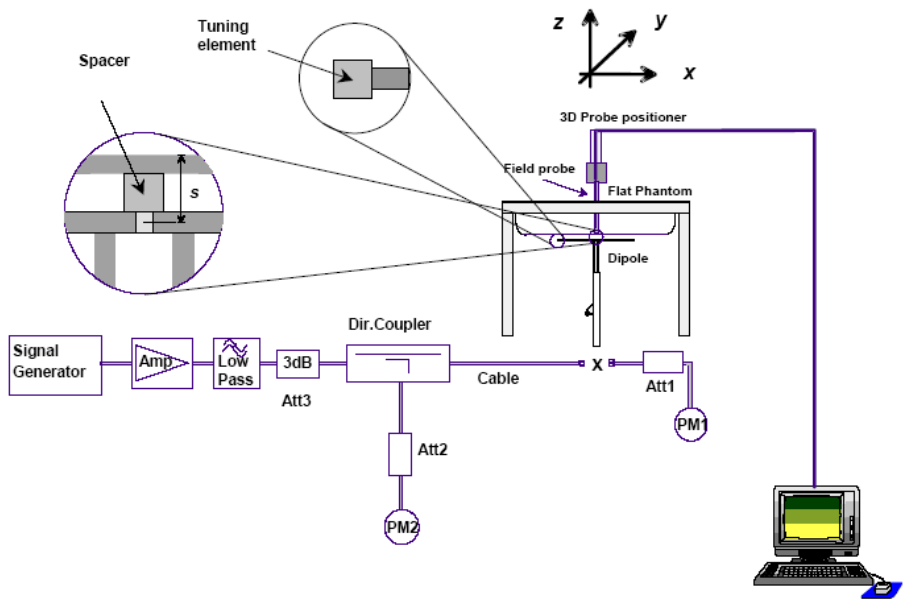 Tuning
element
Spacer
z
y
x
3D Probe positioner
Field probe
Flat Phantom
s
Dipole
Dir.Coupler
Signal
Generator
Amp
Low
Pass
3dB
Att3
Cable
X
Att1
PM1
Att2
PM2